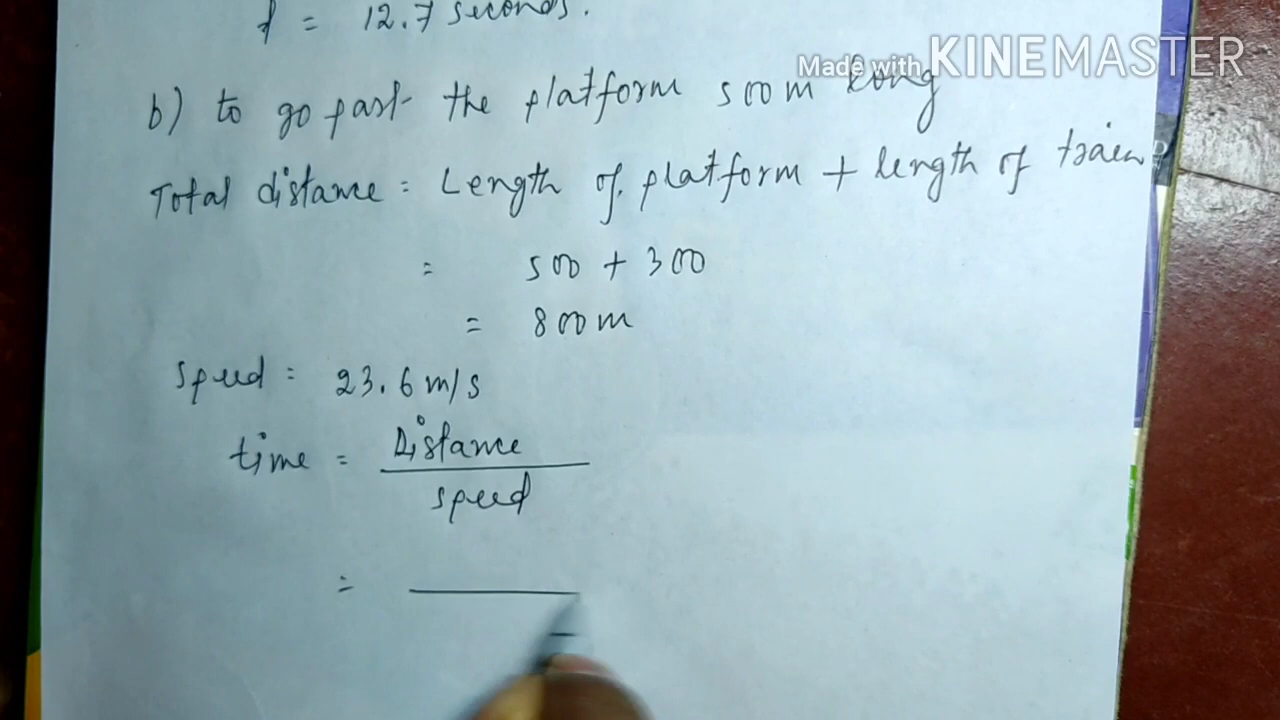 t = 12.7 seconds.
Made with KINEMASTER
b) to go past the platform 500m long
Total distance = Length of platform + length of train
= 500 + 300
= 800m
speed = 23.6 m/s
time = Distance
speed
=